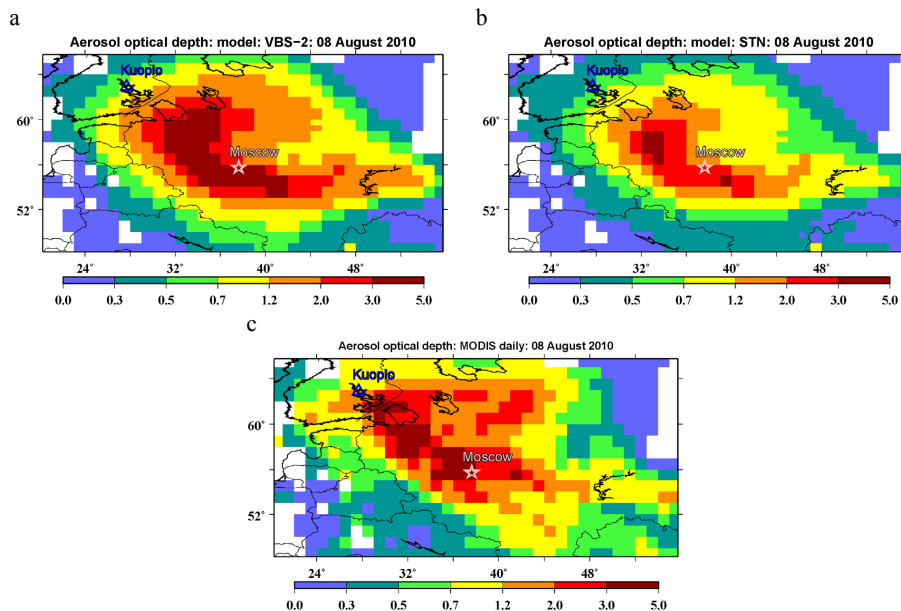 a
Aerosol optical depth: model: VBS−2: 08 August 2010
Kuopio
60°
Moscow
52°
24° 32° 40° 48°
0.0 0.3 0.5 0.7 1.2 2.0 3.0 5.0
b
Aerosol optical depth: model: STN: 08 August 2010
Kuopio
60°
Moscow
52°
24° 32° 40° 48°
0.0 0.3 0.5 0.7 1.2 2.0 3.0 5.0
c
Aerosol optical depth: MODIS daily: 08 August 2010
Kuopio
60°
Moscow
52°
24° 32° 40° 48°
0.0 0.3 0.5 0.7 1.2 2.0 3.0 5.0